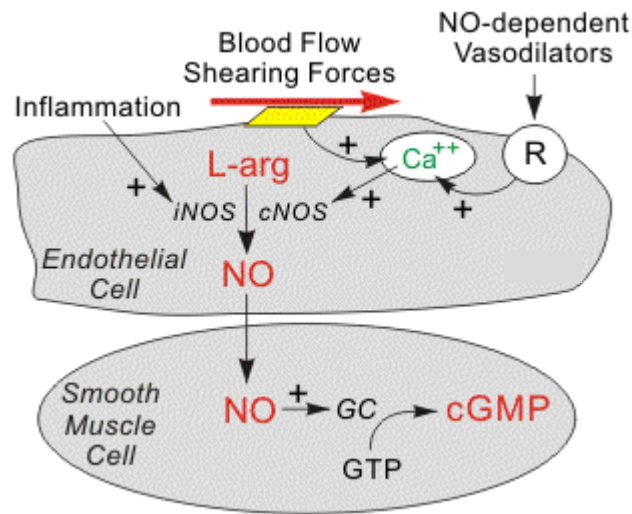 NO-dependent
Vasodilators
Blood Flow
Shearing Forces
Inflammation
+
Ca++
R
L-arg
+
iNOS
cNOS
+
+
Endothelial
Cell
NO
Smooth
Muscle
Cell
NO
+
GC
cGMP
GTP